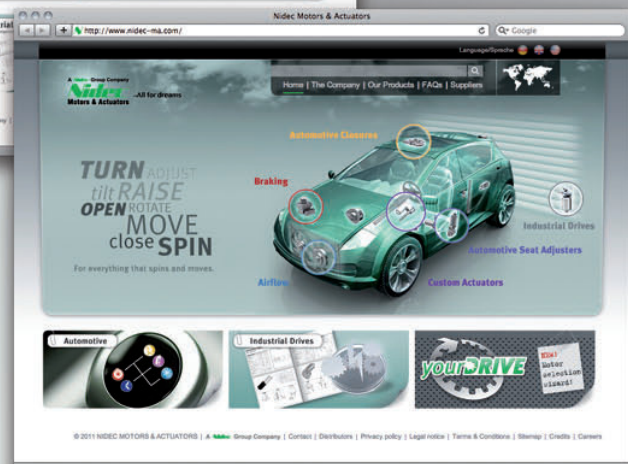 Nidec Motors & Actuators
http://www.nidec-ma.com/
Google
Language/Sprache
A Nidec Group Company
Nidec
Motors & Actuators
-All for dreams
Home | The Company | Our Products | FAQs | Suppliers
Automotive Closures
Braking
TURN ADJUST
tilt RAISE
OPEN ROTATE
MOVE
close SPIN
For everything that spins and moves.
Industrial Drives
Automotive Seat Adjusters
Airflow
Custom Actuators
Automotive
Industrial Drives
yourDRIVE
NEW!
Motor
selection
wizard!
© 2011 NIDEC MOTORS & ACTUATORS | A Nidec Group Company | Contact | Distributors | Privacy policy | Legal notice | Terms & Conditions | Sitemap | Credits | Careers